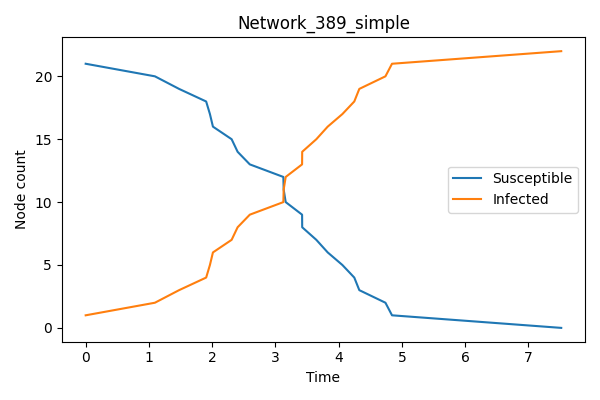 Network_389_simple
Node count
20
15
10
5
0
Susceptible
Infected
0 1 2 3 4 5 6 7
Time